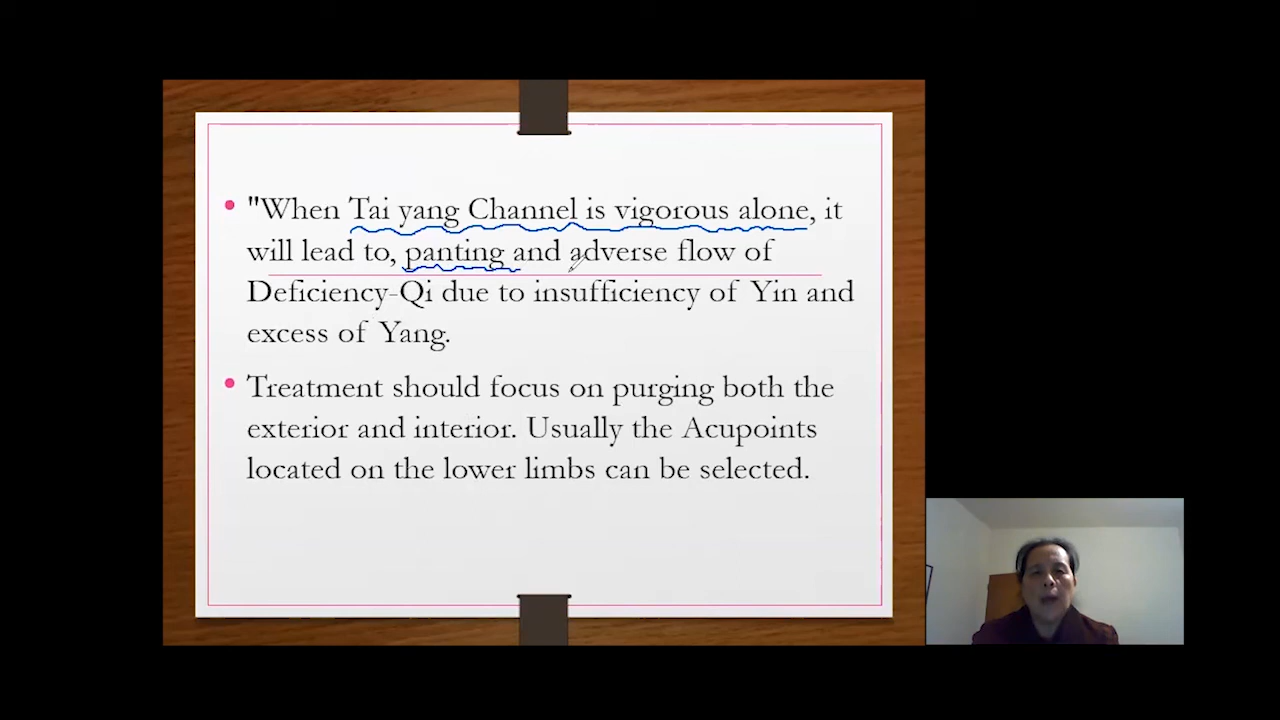 "When Tai yang Channel is vigorous alone, it
will lead to, panting and adverse flow of
Deficiency-Qi due to insufficiency of Yin and
excess of Yang.
Treatment should focus on purging both the
exterior and interior. Usually the Acupoints
located on the lower limbs can be selected.